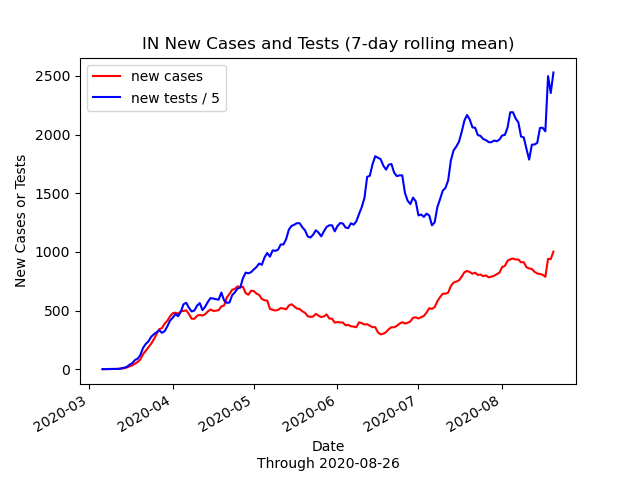 IN New Cases and Tests (7-day rolling mean)
new cases
new tests / 5
2500
2000
1500
1000
500
0
New Cases or Tests
2020-03
2020-04
2020-05
2020-06
2020-07
2020-08
Date
Through 2020-08-26